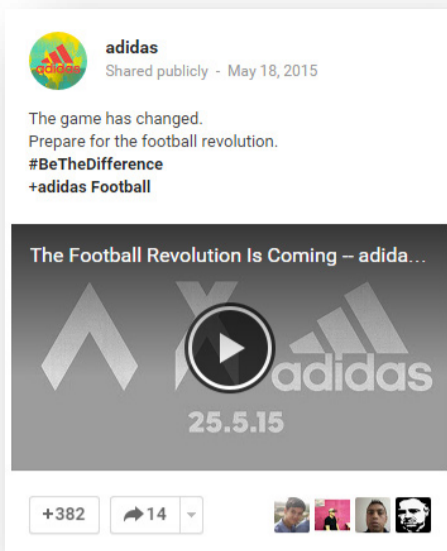 adidas
adidas
Shared publicly - May 18, 2015
The game has changed.
Prepare for the football revolution.
#BeTheDifference
+adidas Football
The Football Revolution Is Coming -- adida...
adidas
25.5.15
+382
14